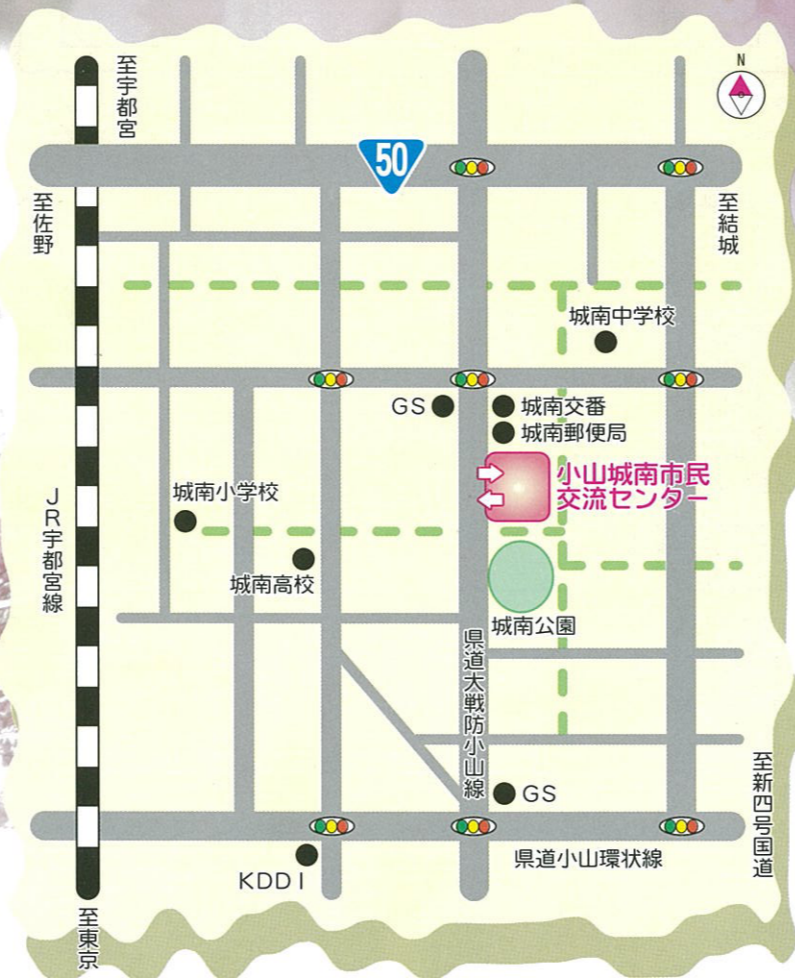 N
至宇都宮
50
至佐野
至結城
城南中学校
GS
城南交番
城南郵便局
小山城南市民
交流センター
城南小学校
JR宇都宮線
城南高校
城南公園
県道大戦防小山線
GS
至新四号国道
県道小山環状線
KDDI
至東京